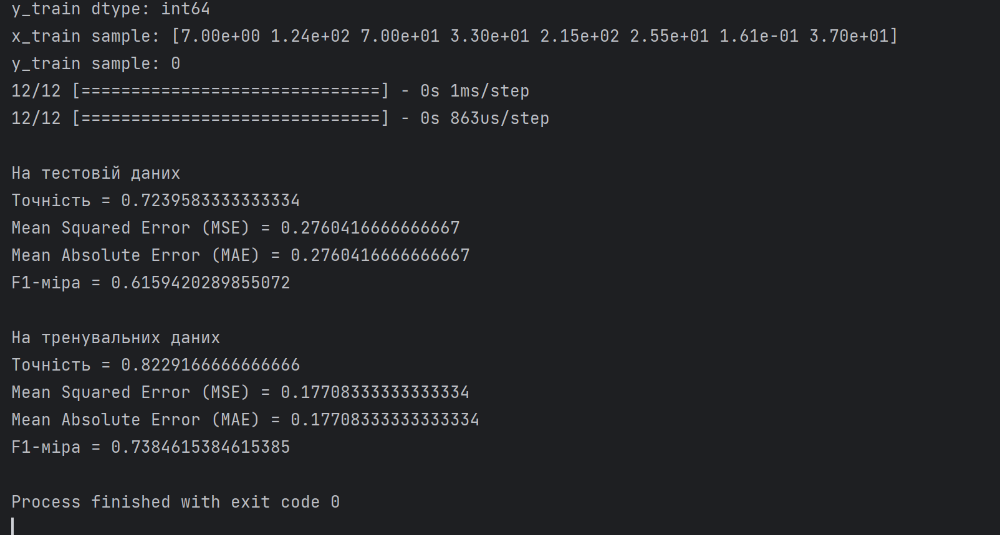 y_train dtype: int64
x_train sample: [7.00e+00 1.24e+02 7.00e+01 3.30e+01 2.15e+02 2.55e+01 1.61e-01 3.70e+01]
y_train sample: 0
12/12 [==============================] - 0s 1ms/step
12/12 [==============================] - 0s 863us/step
На тестовій даних
Точність = 0.7239583333333334
Mean Squared Error (MSE) = 0.2760416666666667
Mean Absolute Error (MAE) = 0.2760416666666667
F1-міра = 0.6159420289855072
На тренувальних даних
Точність = 0.8229166666666666
Mean Squared Error (MSE) = 0.17708333333333334
Mean Absolute Error (MAE) = 0.17708333333333334
F1-міра = 0.7384615384615385
Process finished with exit code 0